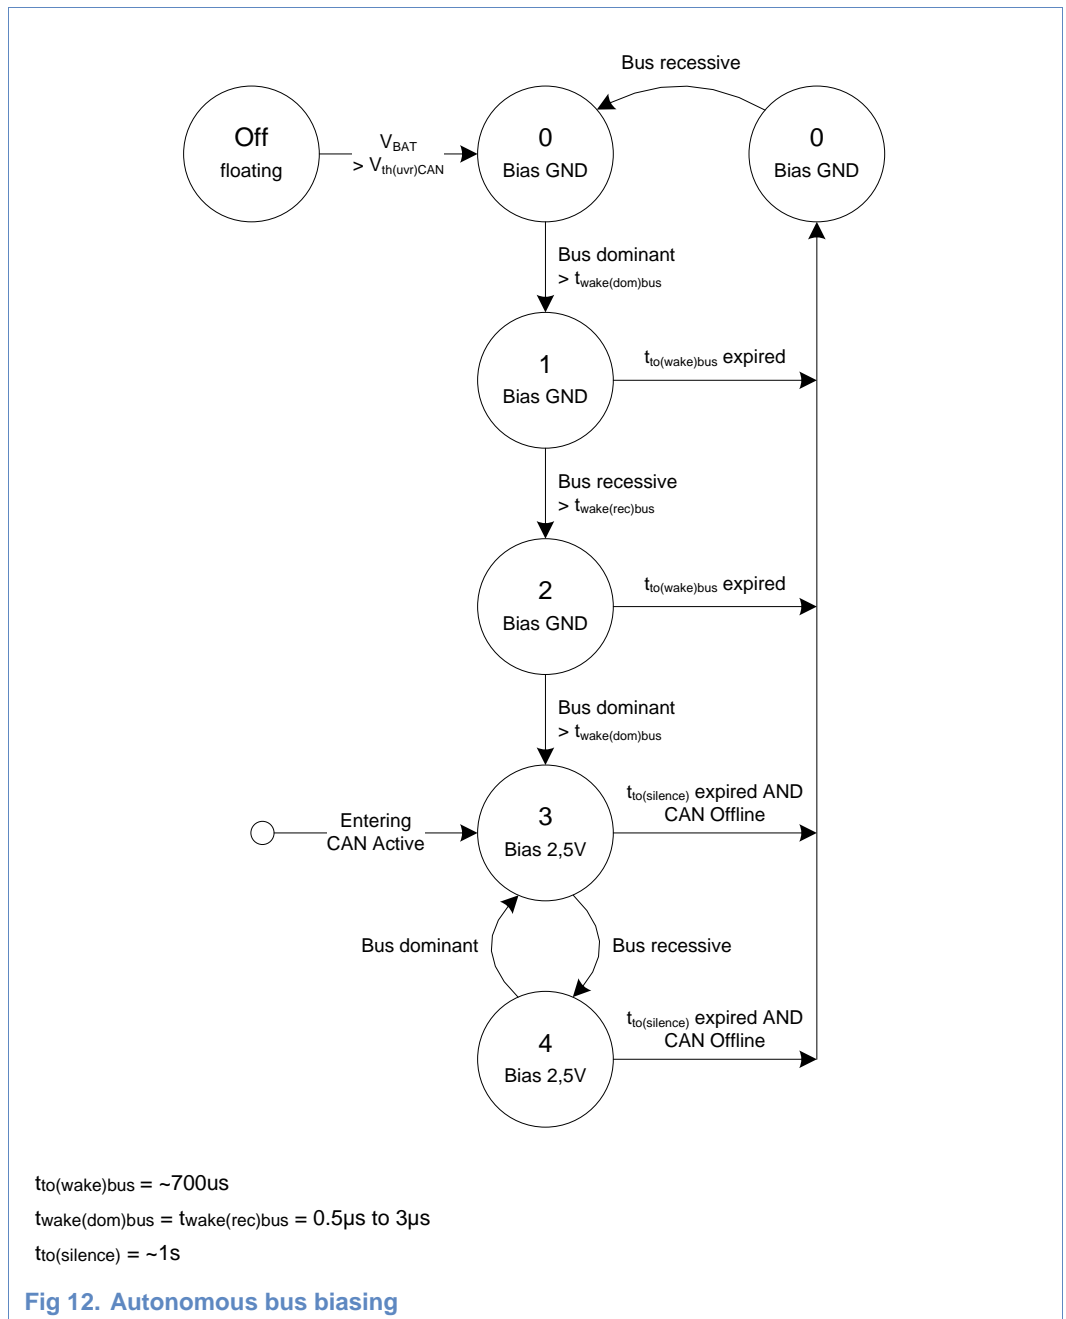 Bus recessive
Off
floating
VBAT
> Vth(uvr)CAN
0
Bias GND
0
Bias GND
Bus dominant
> twake(dom)bus
1
Bias GND
tto(wake)bus expired
Bus recessive
> twake(rec)bus
2
Bias GND
tto(wake)bus expired
Bus dominant
> twake(dom)bus
Entering
CAN Active
3
Bias 2,5V
tto(silence) expired AND
CAN Offline
Bus dominant
Bus recessive
4
Bias 2,5V
tto(silence) expired AND
CAN Offline
tto(wake)bus = ~700us
twake(dom)bus = twake(rec)bus = 0.5µs to 3µs
tto(silence) = ~1s
Fig 12. Autonomous bus biasing